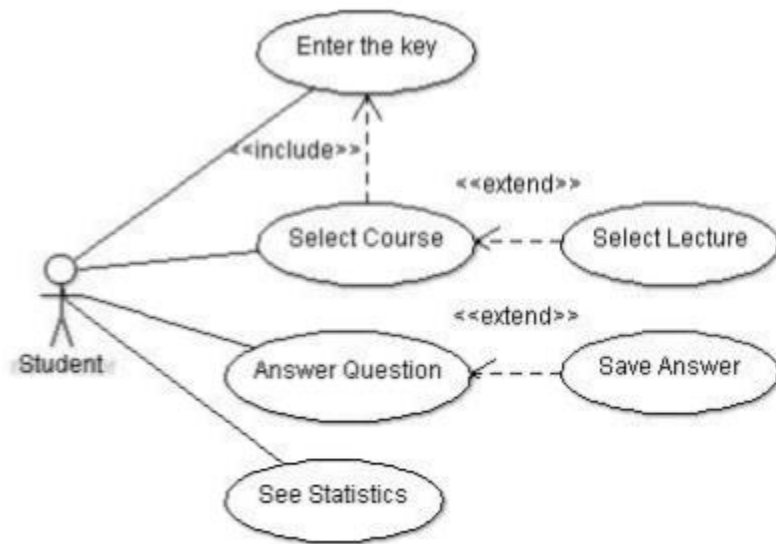 Enter the key
<<include>>
<<extend>>
Select Course
Select Lecture
<<extend>>
Student
Answer Question
Save Answer
See Statistics